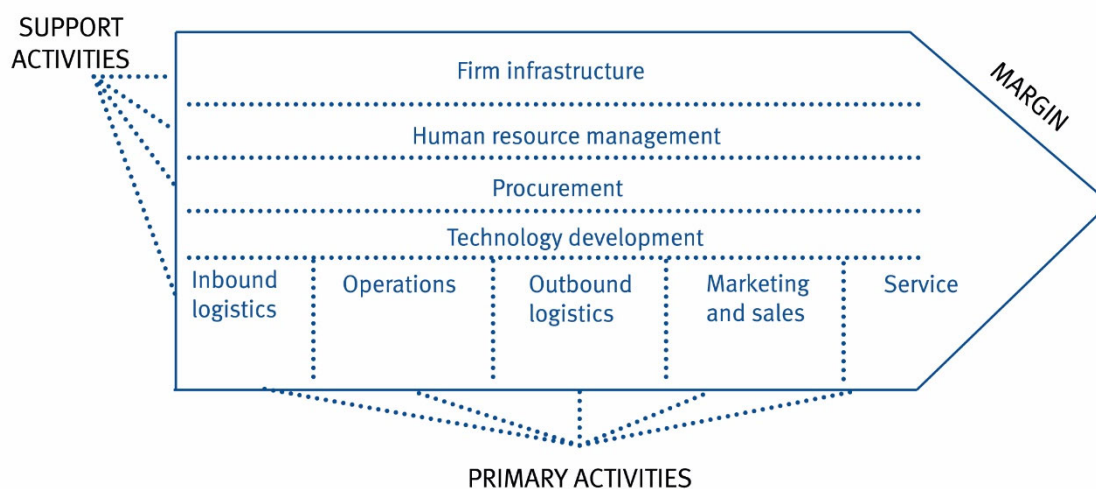 SUPPORT
ACTIVITIES
Firm infrastructure
MARGIN
Human resource management
Procurement
Technology development
Inbound
logistics
Operations
Outbound
logistics
Marketing
and sales
Service
PRIMARY ACTIVITIES